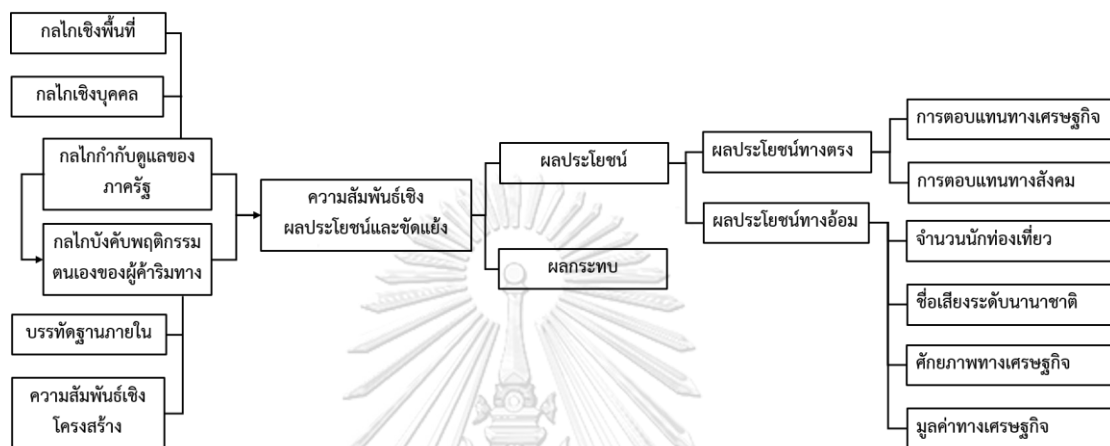 กลไกเชิงพื้นที่
กลไกเชิงบุคคล
กลไกกำกับดูแลของ
ภาครัฐ
กลไกบังคับพฤติกรรม
ตนเองของผู้ค้าริมทาง
บรรทัดฐานภายใน
ความสัมพันธ์เชิง
โครงสร้าง
ความสัมพันธ์เชิง
ผลประโยชน์และขัดแย้ง
ผลประโยชน์
ผลกระทบ
ผลประโยชน์ทางตรง
ผลประโยชน์ทางอ้อม
การตอบแทนทางเศรษฐกิจ
การตอบแทนทางสังคม
จำนวนนักท่องเที่ยว
ชื่อเสียงระดับนานาชาติ
ศักยภาพทางเศรษฐกิจ
มูลค่าทางเศรษฐกิจ